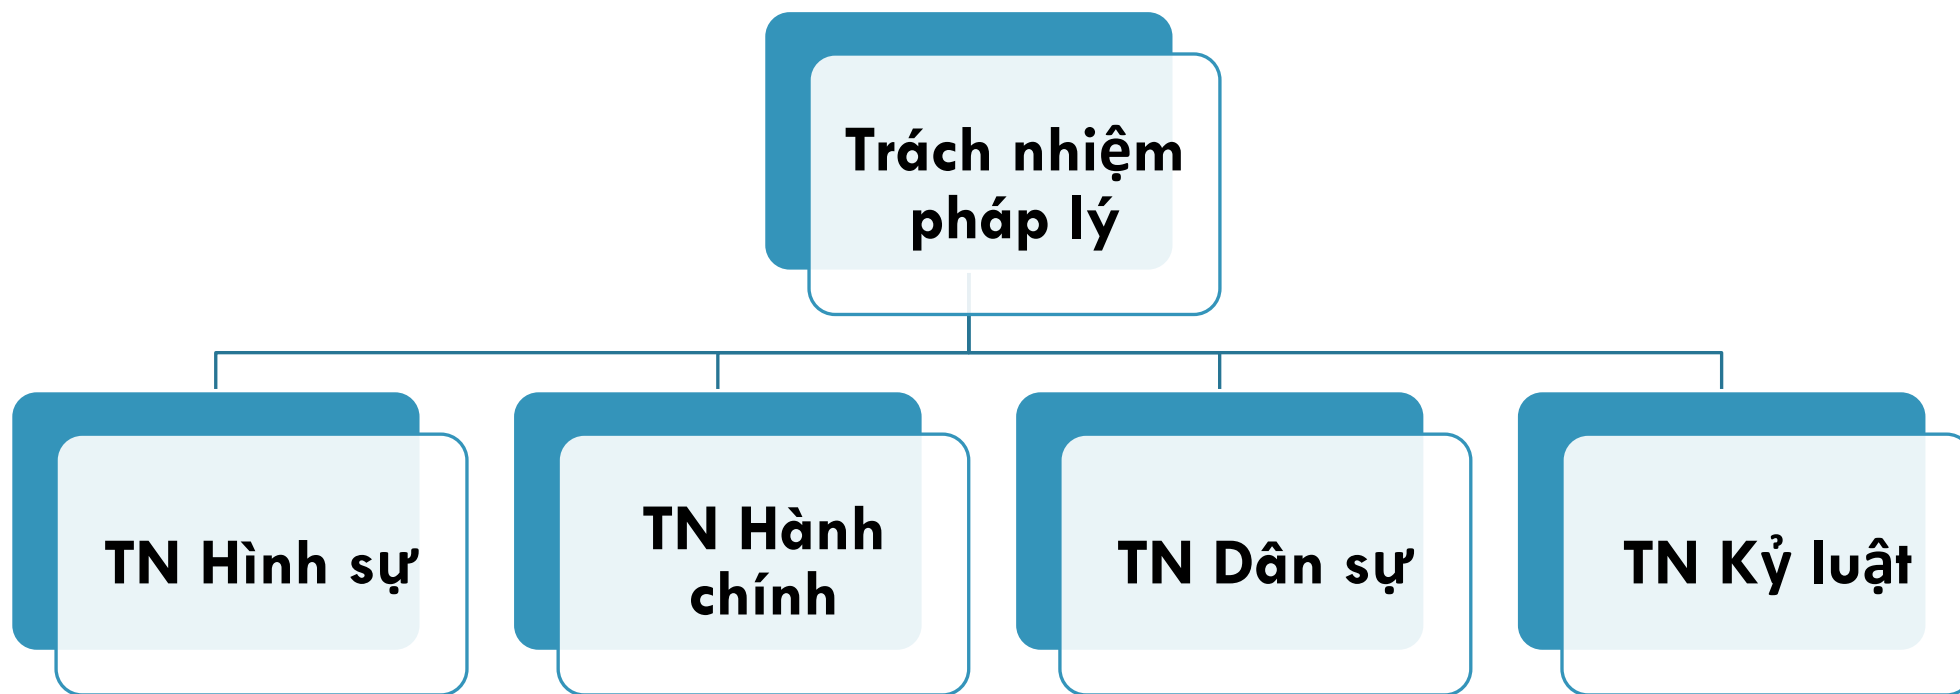 Trách nhiệm
pháp lý
TN Hình sự
TN Hành
chính
TN Dân sự
TN Kỷ luật